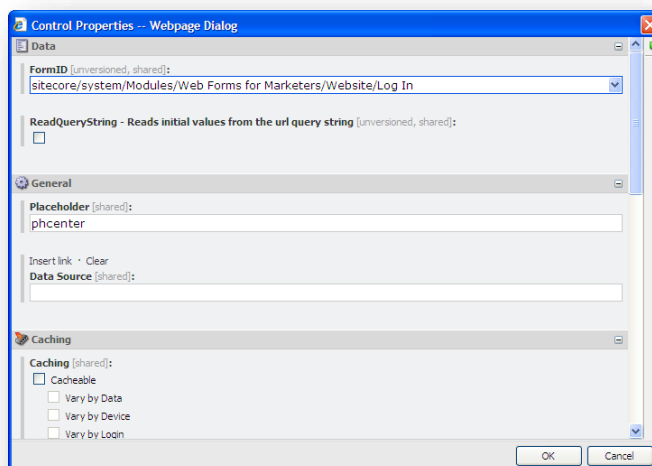 Control Properties -- Webpage Dialog
Data
FormID [unversioned, shared]:
sitecore/system/Modules/Web Forms for Marketers/Website/Log In
ReadQueryString - Reads initial values from the url query string [unversioned, shared]:
General
Placeholder [shared]:
phcenter
Insert link · Clear
Data Source [shared]:
Caching
Caching [shared]:
Cacheable
Vary by Data
Vary by Device
Vary by Login
OK Cancel